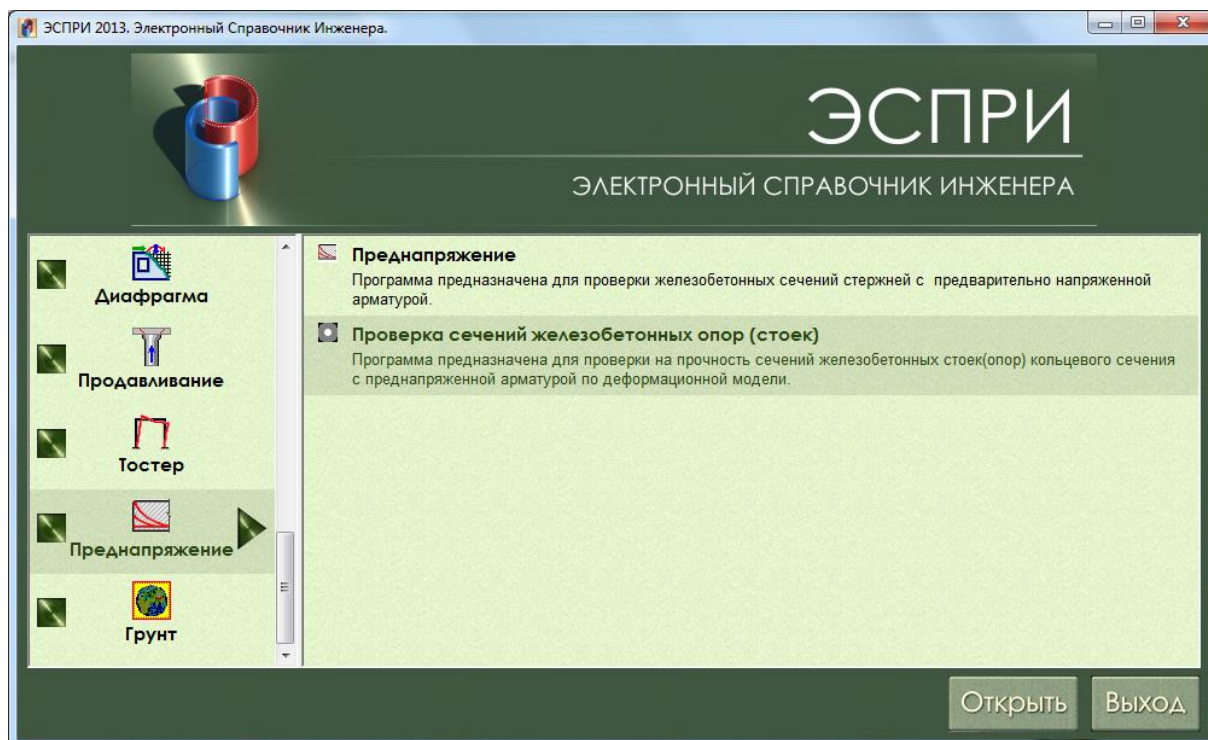 ЭСПРИ 2013. Электронный Справочник Инженера.
ЭСПРИ
ЭЛЕКТРОННЫЙ СПРАВОЧНИК ИНЖЕНЕРА
Диафрагма
Продавливание
Тостер
Преднапряжение
Грунт
Преднапряжение
Программа предназначена для проверки железобетонных сечений стержней с предварительно напряженной
арматурой.
Проверка сечений железобетонных опор (стоек)
Программа предназначена для проверки на прочность сечений железобетонных стоек(опор) кольцевого сечения
с преднапряженной арматурой по деформационной модели.
Открыть
Выход